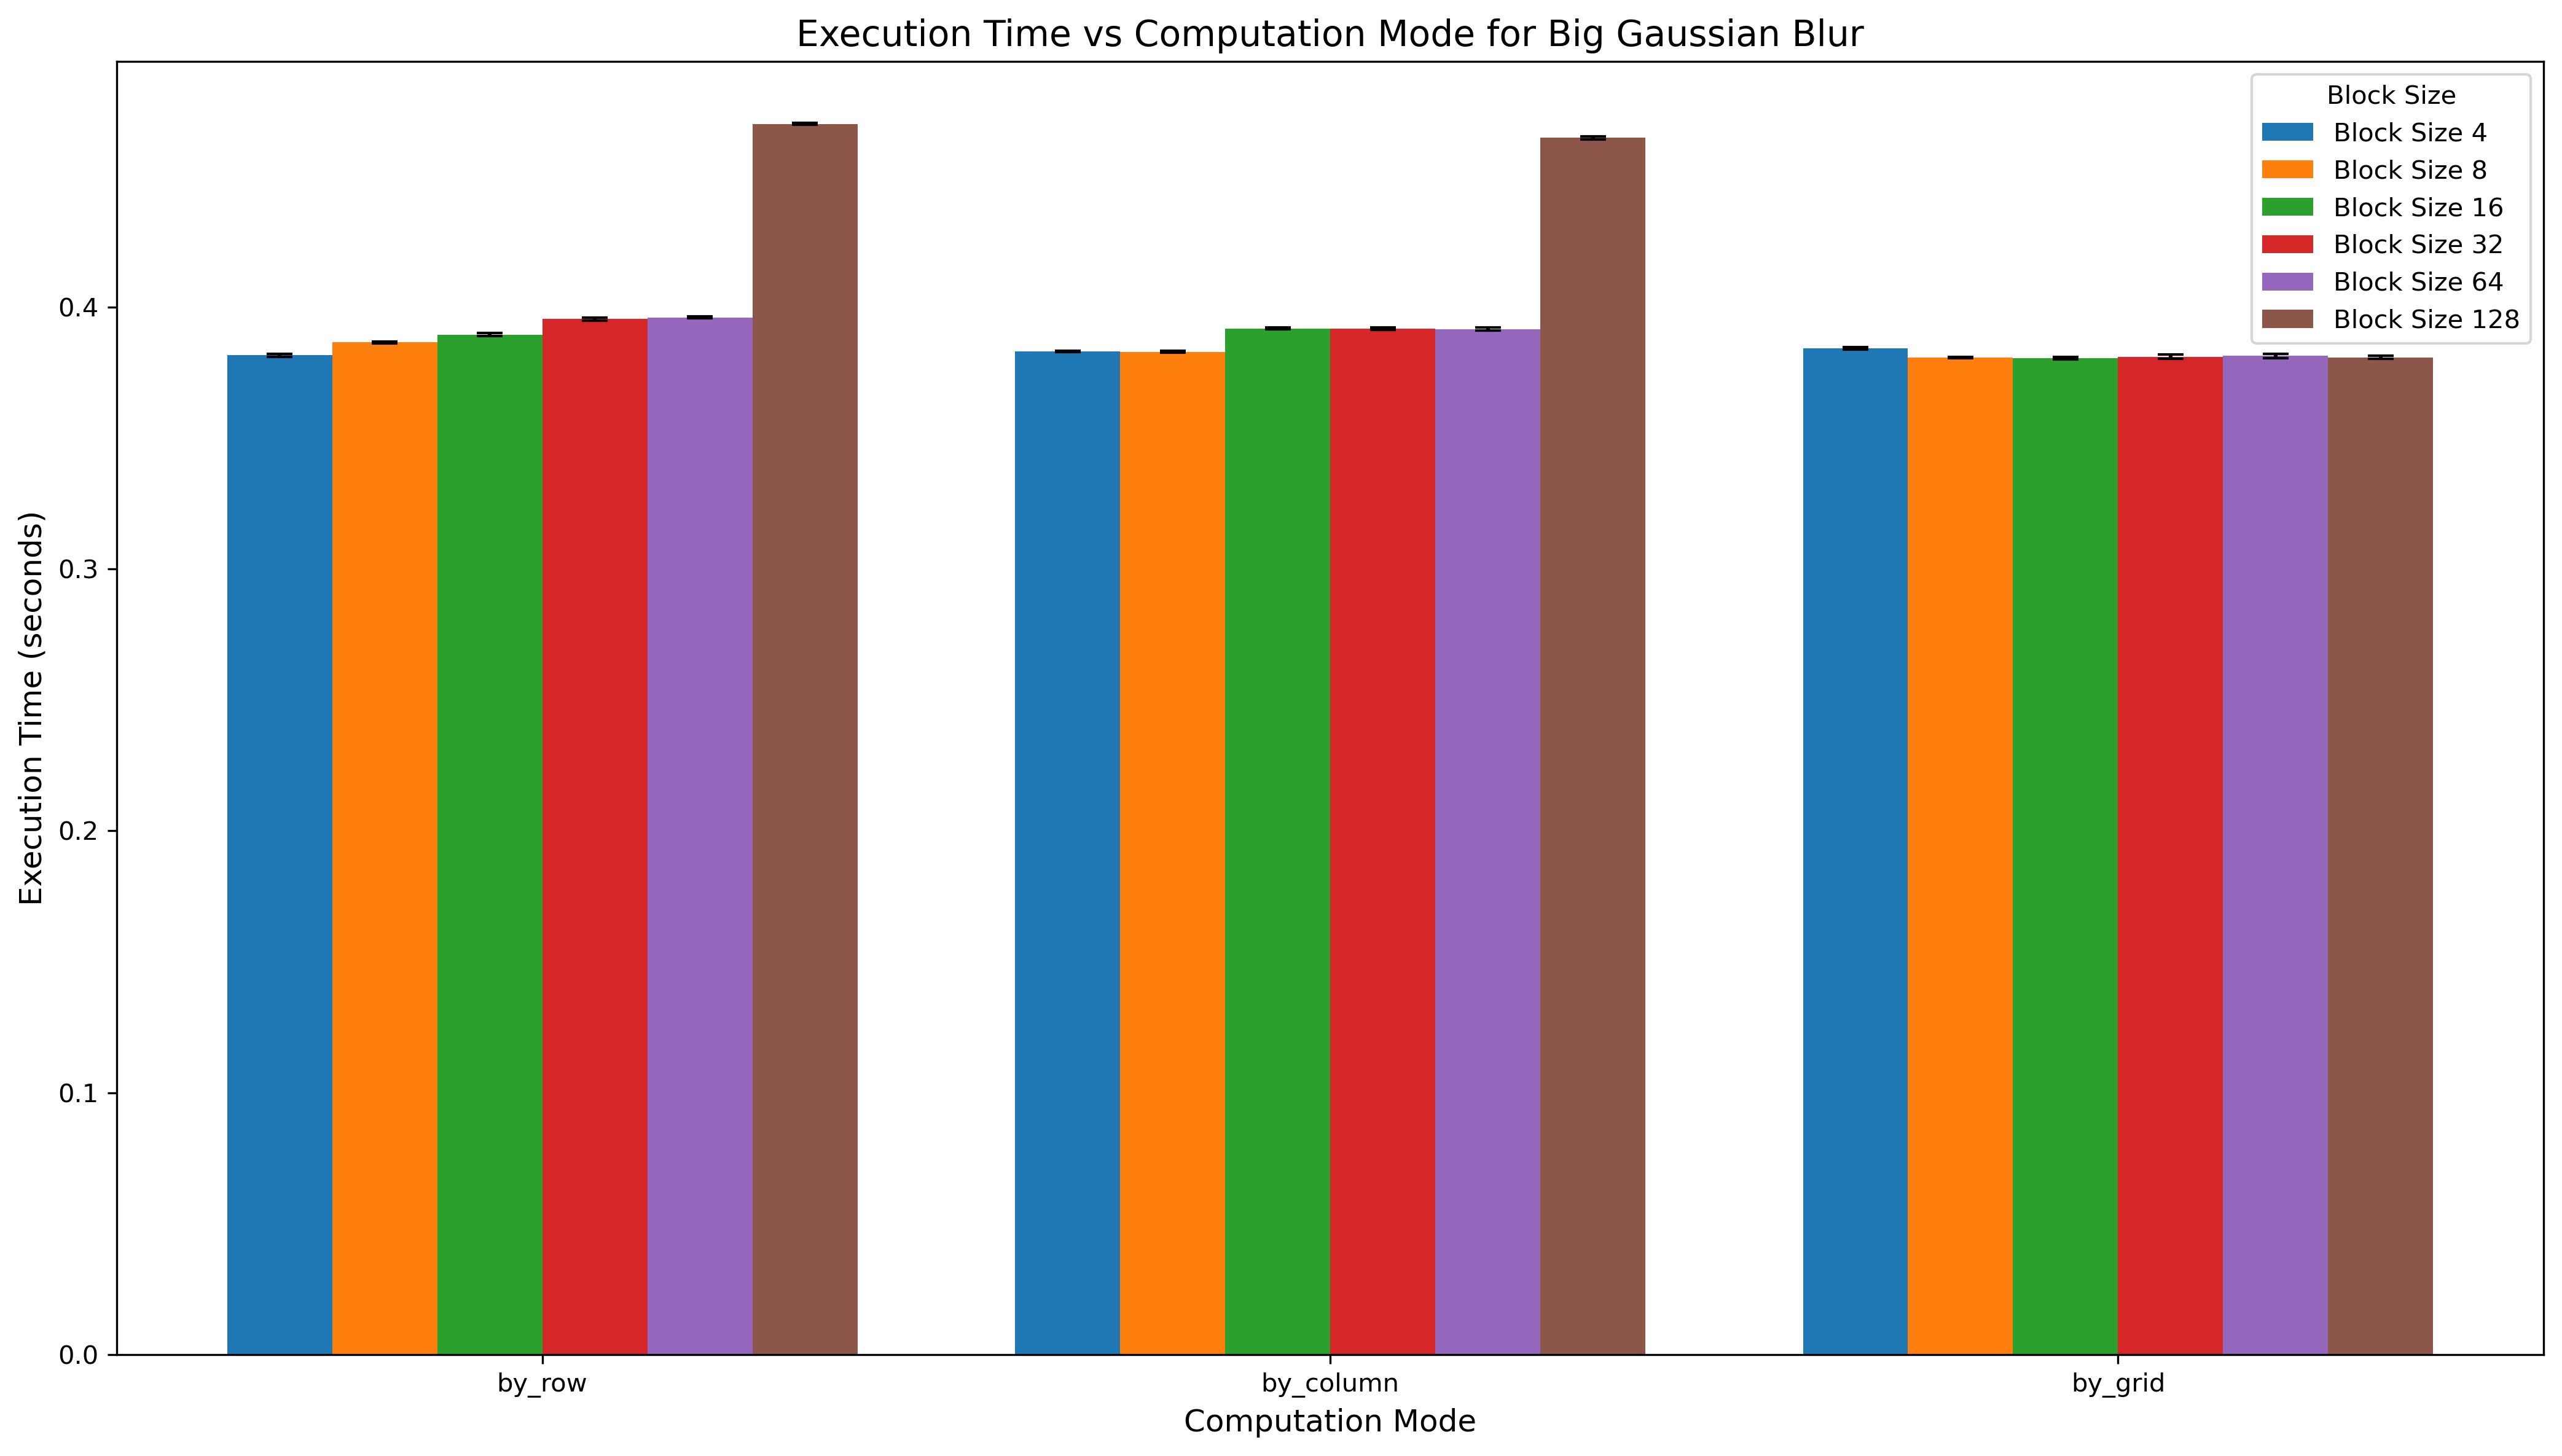 Execution Time vs Computation Mode for Big Gaussian Blur
Block Size
Block Size 4
Block Size 8
Block Size 16
Block Size 32
Block Size 64
Block Size 128
Execution Time (seconds)
0.4
0.3
0.2
0.1
0.0
by_row
by_column
by_grid
Computation Mode